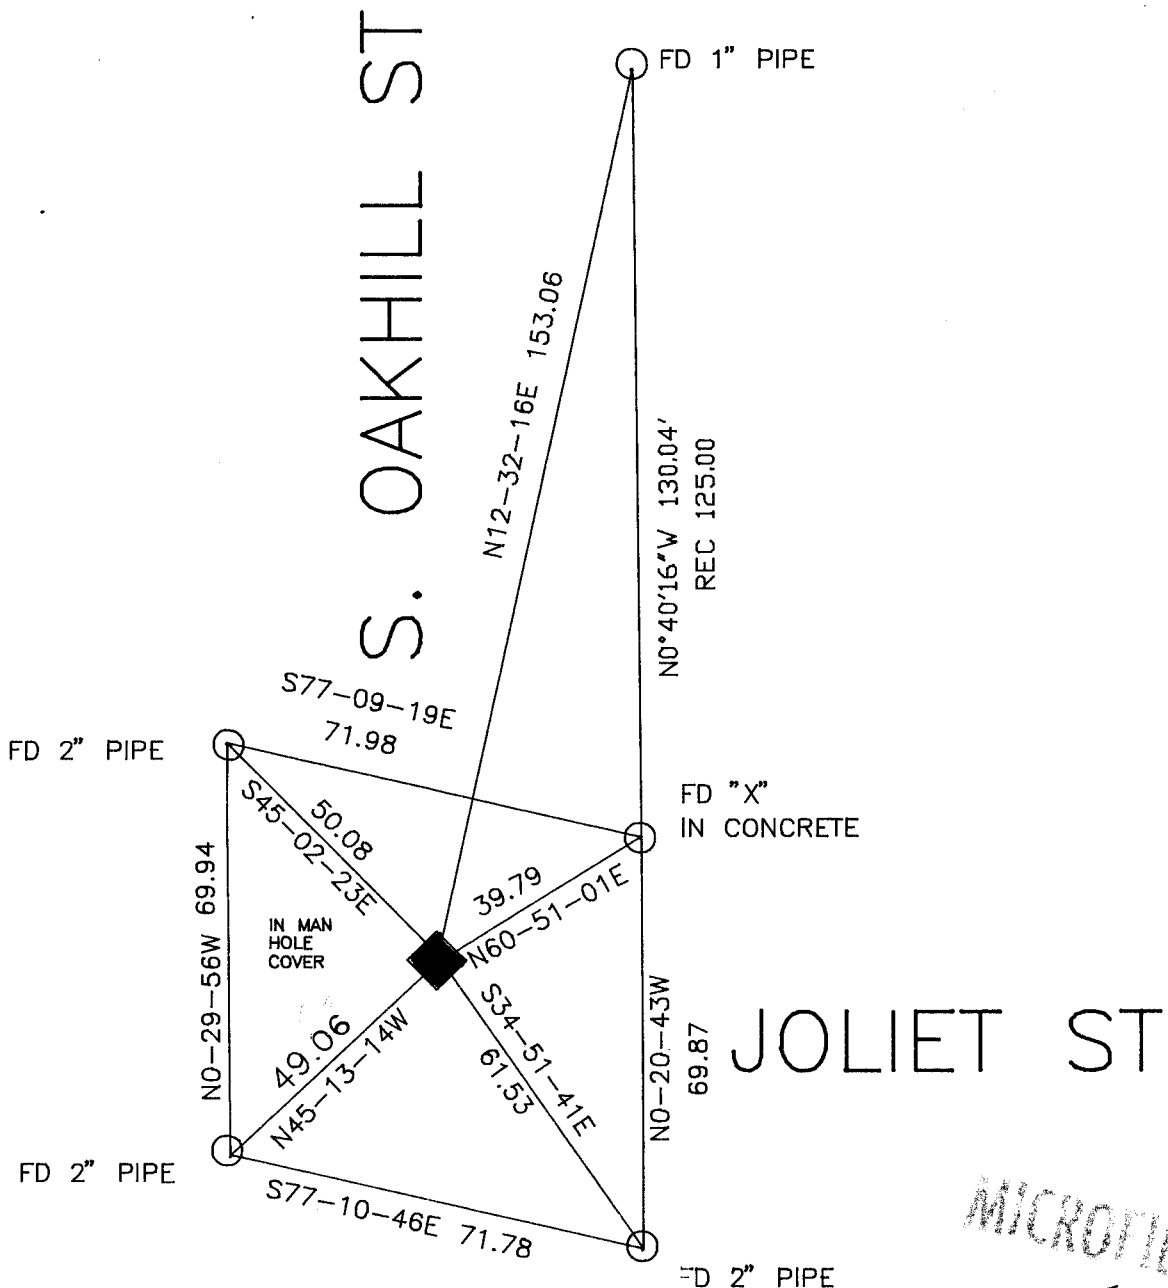 S. OAKHILL ST
FD 1" PIPE
N12-32-16E 153.06
N0°40'16"W 130.04'
REC 125.00
S77-09-19E
71.98
FD 2" PIPE
FD "X"
IN CONCRETE
50.08
S45-02-23E
39.79
N60-51-01E
N0-29-56W 69.94
IN MAN
HOLE
COVER
49.06
N45-13-14W
S34-51-41E
61.53
N0-20-43W
69.87
JOLIET ST
FD 2" PIPE
S77-10-46E 71.78
FD 2" PIPE